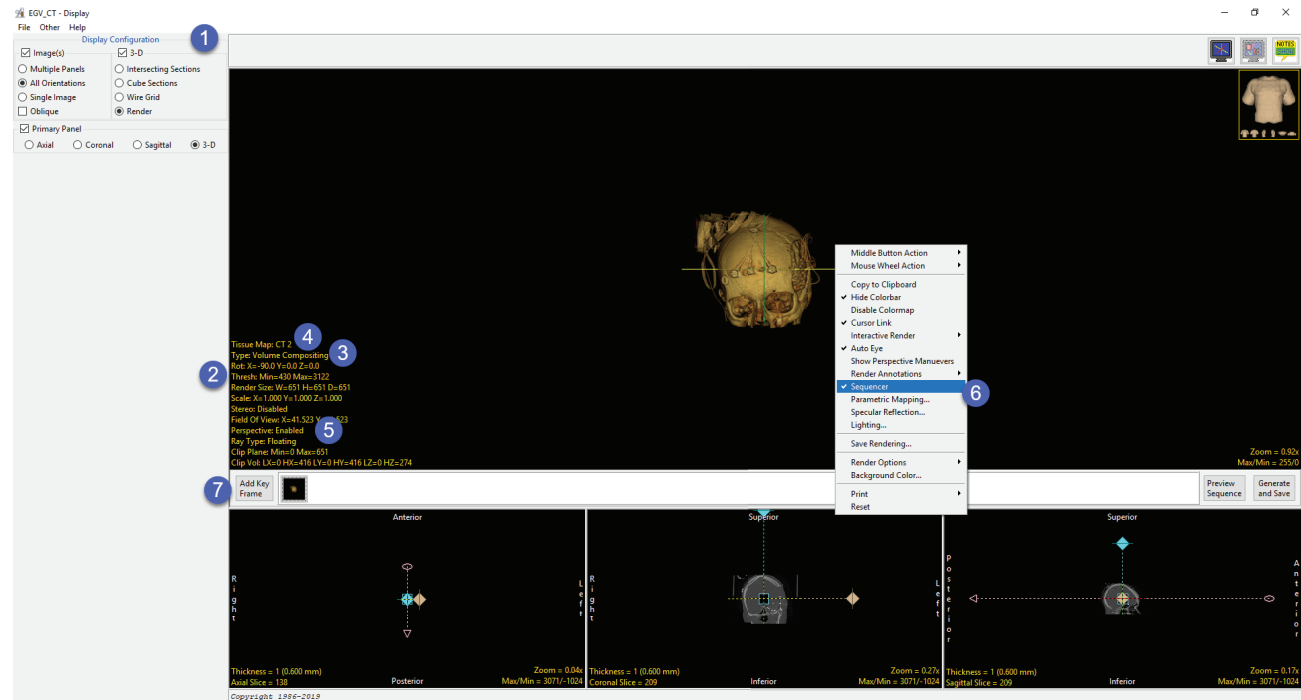 EGV_CT - Display
File Other Help
Display Configuration
1
Image(s) 3-D
Multiple Panels Intersecting Sections
All Orientations Cube Sections
Single Image Wire Grid
Oblique Render
Primary Panel
Axial Coronal Sagittal 3-D
NOTES
Tissue Map: CT 2
4
Type: Volume Compositing
3
Rot: X=-90.0 Y=0.0 Z=0.0
2
Thresh: Min=430 Max=3122
Render Size: W=651 H=651 D=651
Scale: X=1.000 Y=1.000 Z=1.000
Stereo: Disabled
Field Of View: X=41.523 523
Perspective: Enabled
5
Ray Type: Floating
Clip Plane: Min=0 Max=651
Clip Vol: LX=0 HX=416 LY=0 HY=416 LZ=0 HZ=274
Middle Button Action
Mouse Wheel Action
Copy to Clipboard
Hide Colorbar
Disable Colormap
Cursor Link
Interactive Render
Auto Eye
Show Perspective Manuevers
Render Annotations
Sequencer
6
Parametric Mapping...
Specular Reflection...
Lighting...
Save Rendering...
Render Options
Background Color...
Print
Reset
Zoom = 0.92x
Max/Min = 255/0
7
Add Key
Frame
Preview
Sequence
Generate
and Save
Anterior
Right
Left
Posterior
Thickness = 1 (0.600 mm)
Axial Slice = 138
Zoom = 0.04x
Max/Min = 3071/-1024
Superior
Right
Left
Inferior
Thickness = 1 (0.600 mm)
Coronal Slice = 209
Zoom = 0.27x
Max/Min = 3071/-1024
Superior
Posterior
Anterior
Inferior
Thickness = 1 (0.600 mm)
Sagittal Slice = 209
Zoom = 0.17x
Max/Min = 3071/-1024
Copyright 1986-2019